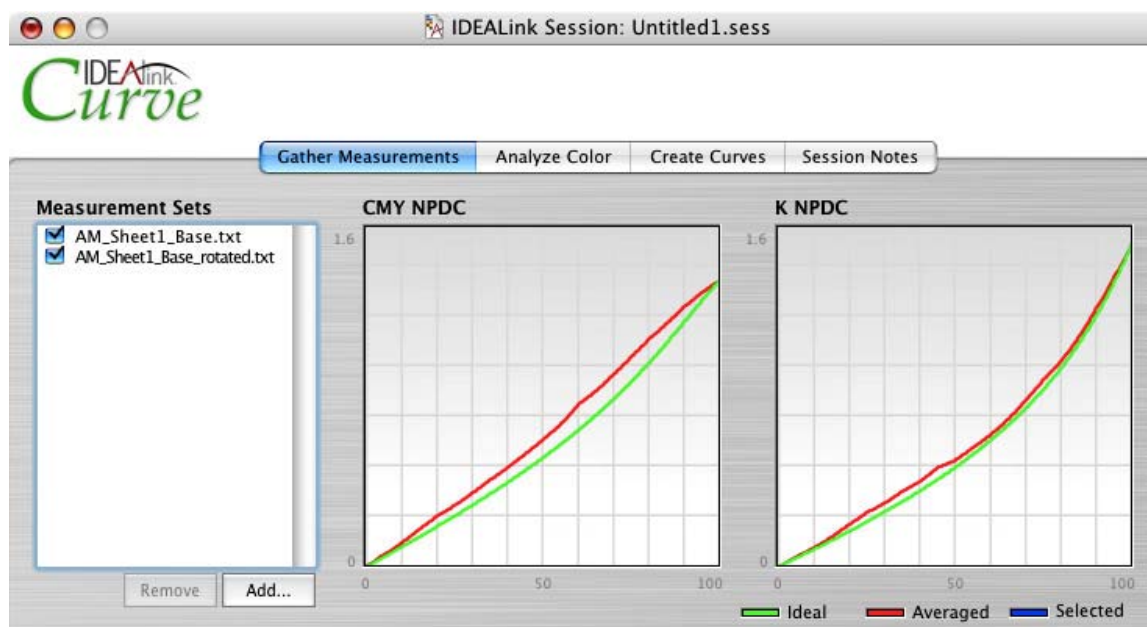 IDEALink Session: Untitled1.sess
IDEAlink
Curve
Gather Measurements Analyze Color Create Curves Session Notes
Measurement Sets
AM_Sheet1_Base.txt
AM_Sheet1_Base_rotated.txt
Remove Add...
CMY NPDC
1.6
0
0 50 100
K NPDC
1.6
0
0 50 100
Ideal Averaged Selected